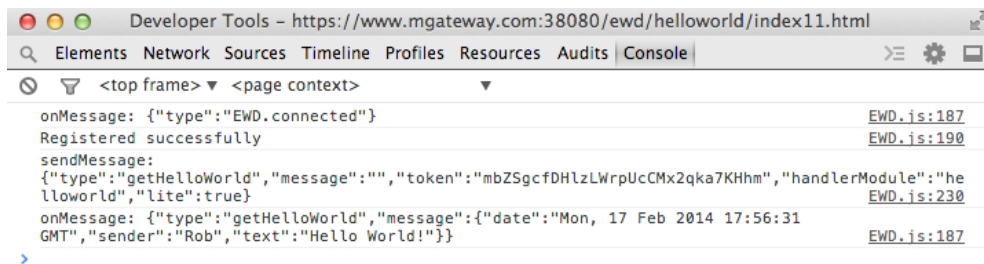 Developer Tools – https://www.mgateway.com:38080/ewd/helloworld/index11.html
Elements Network Sources Timeline Profiles Resources Audits Console
<top frame> <page context>
onMessage: {"type":"EWD.connected"} EWD.js:187
Registered successfully EWD.js:190
sendMessage:
{"type":"getHelloWorld","message":"","token":"mbZSgcfDHlzLWrpUcCMx2qka7KHhm","handlerModule":"he
lloworld","lite":true} EWD.js:230
onMessage: {"type":"getHelloWorld","message":{"date":"Mon, 17 Feb 2014 17:56:31
GMT","sender":"Rob","text":"Hello World!"}} EWD.js:187